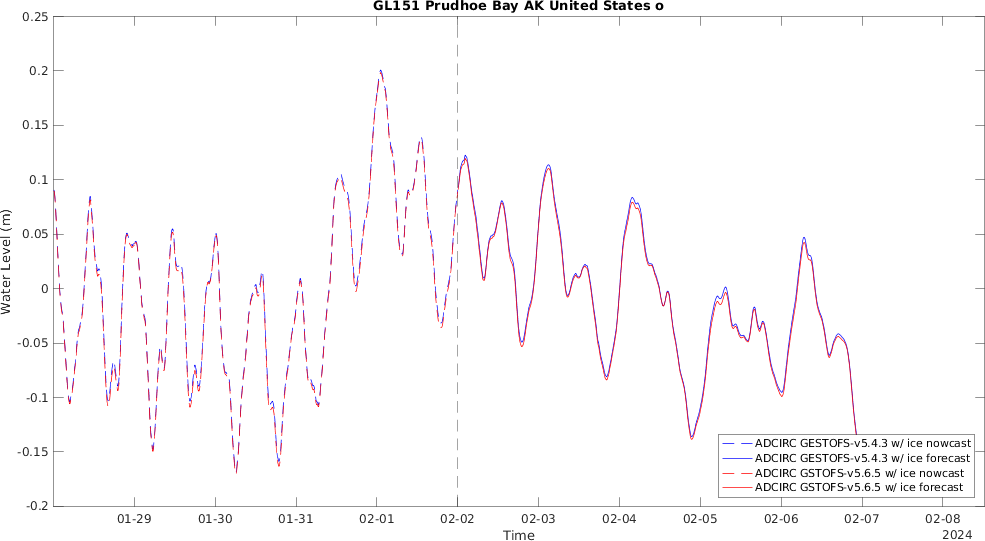 GL151 Prudhoe Bay AK United States o
0.25
0.2
0.15
0.1
0.05
0
-0.05
-0.1
-0.15
-0.2
Water Level (m)
ADCIRC GESTOFS-v5.4.3 w/ ice nowcast
ADCIRC GESTOFS-v5.4.3 w/ ice forecast
ADCIRC GSTOFS-v5.6.5 w/ ice nowcast
ADCIRC GSTOFS-v5.6.5 w/ ice forecast
01-29 01-30 01-31 02-01 02-02 02-03 02-04 02-05 02-06 02-07 02-08
Time
2024